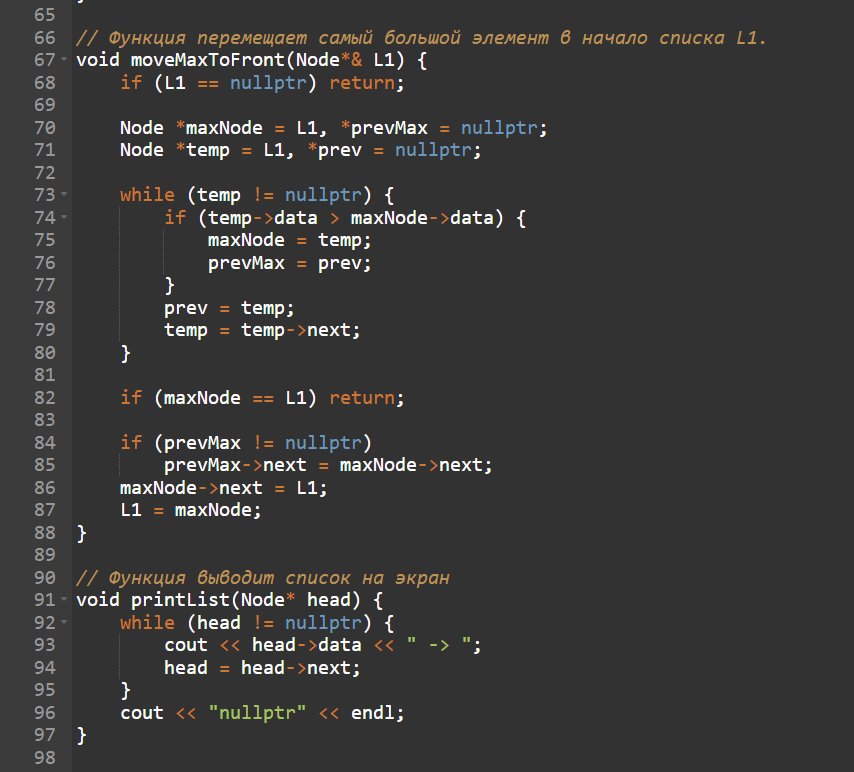 65
66 // Функция перемещает самый большой элемент в начало списка L1.
67 void moveMaxToFront(Node*& L1) {
68     if (L1 == nullptr) return;
69
70     Node *maxNode = L1, *prevMax = nullptr;
71     Node *temp = L1, *prev = nullptr;
72
73     while (temp != nullptr) {
74         if (temp->data > maxNode->data) {
75             maxNode = temp;
76             prevMax = prev;
77         }
78         prev = temp;
79         temp = temp->next;
80     }
81
82     if (maxNode == L1) return;
83
84     if (prevMax != nullptr)
85         prevMax->next = maxNode->next;
86     maxNode->next = L1;
87     L1 = maxNode;
88 }
89
90 // Функция выводит список на экран
91 void printList(Node* head) {
92     while (head != nullptr) {
93         cout << head->data << " -> ";
94         head = head->next;
95     }
96     cout << "nullptr" << endl;
97 }
98